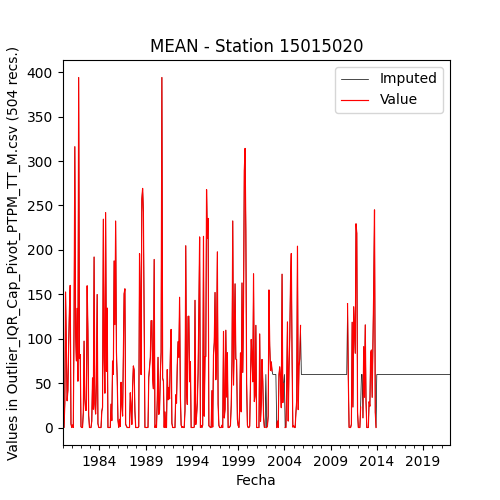 MEAN - Station 15015020
Imputed
Value
Values in Outlier_IQR_Cap_Pivot_PTPM_TT_M.csv (504 recs.)
400
350
300
250
200
150
100
50
0
1984 1989 1994 1999 2004 2009 2014 2019
Fecha